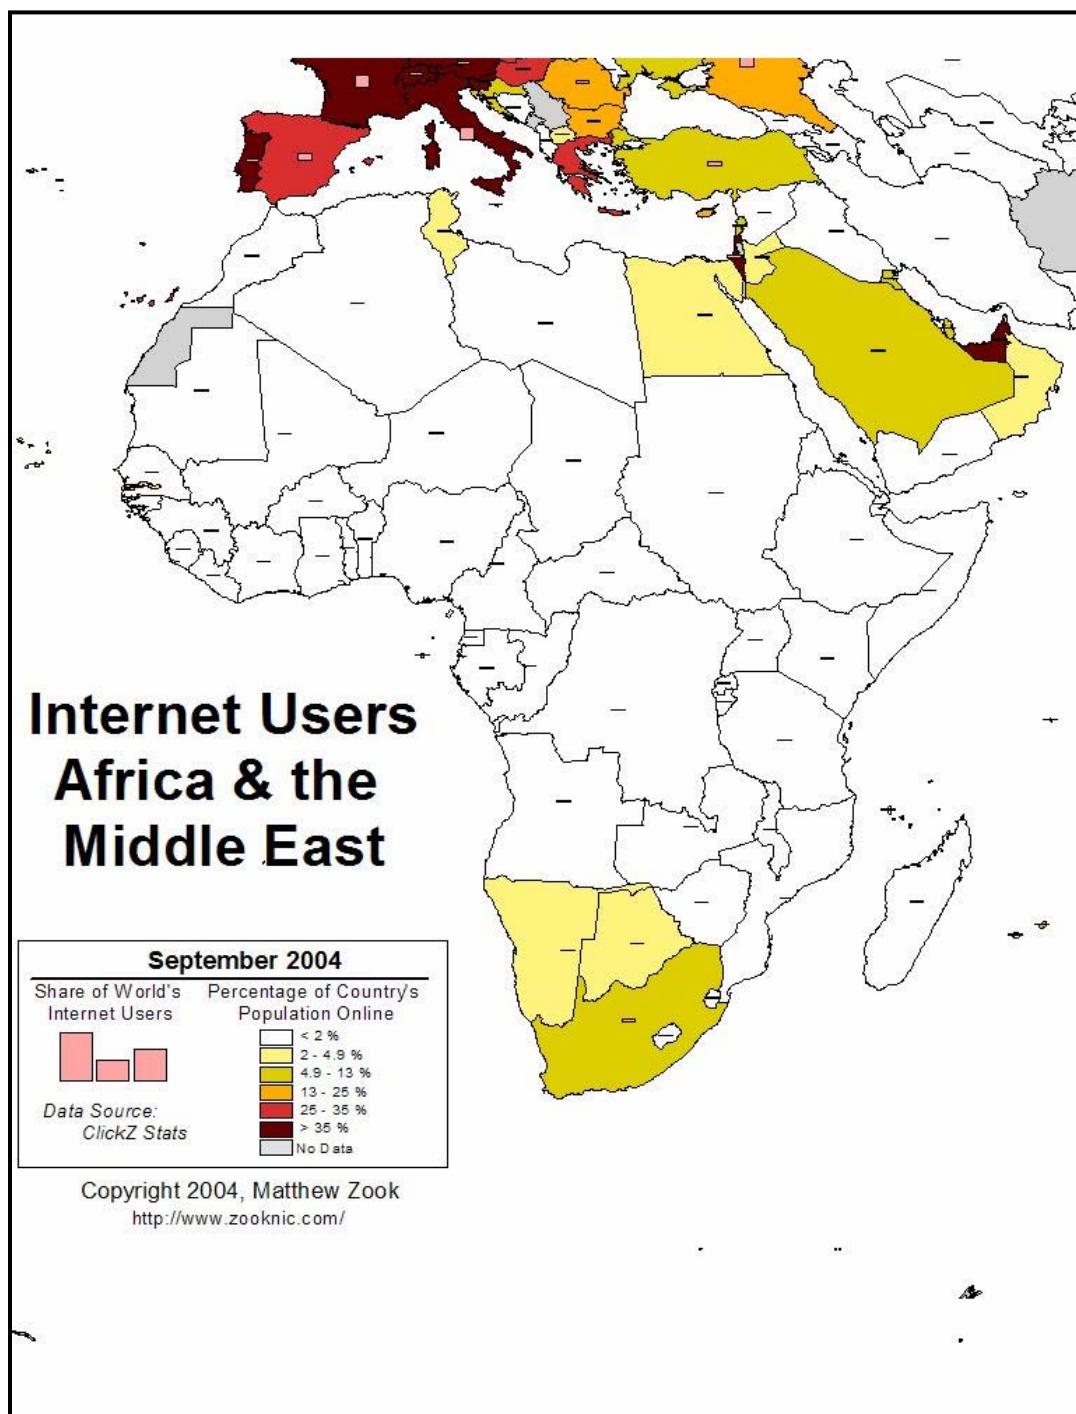 Internet Users
Africa & the
Middle East
September 2004
Share of World's
Internet Users
Percentage of Country's
Population Online
< 2 %
2 - 4.9 %
4.9 - 13 %
13 - 25 %
25 - 35 %
> 35 %
No Data
Data Source:
ClickZ Stats
Copyright 2004, Matthew Zook
http://www.zooknic.com/